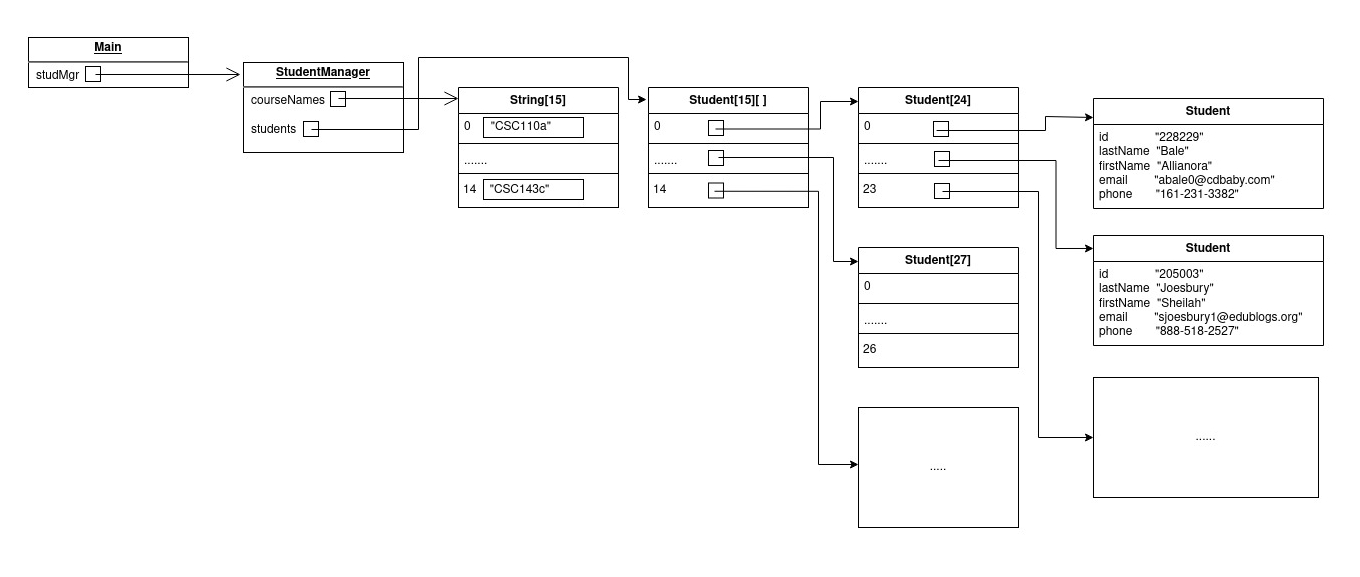 Main
studMgr
StudentManager
courseNames
students
String[15]
0 "CSC110a"
.......
14 "CSC143c"
Student[15][ ]
0
.......
14
Student[24]
0
.......
23
Student[27]
0
.......
26
.....
Student
id "228229"
lastName "Bale"
firstName "Allianora"
email "abale0@cdbaby.com"
phone "161-231-3382"
Student
id "205003"
lastName "Joesbury"
firstName "Sheilah"
email "sjoesbury1@edublogs.org"
phone "888-518-2527"
......